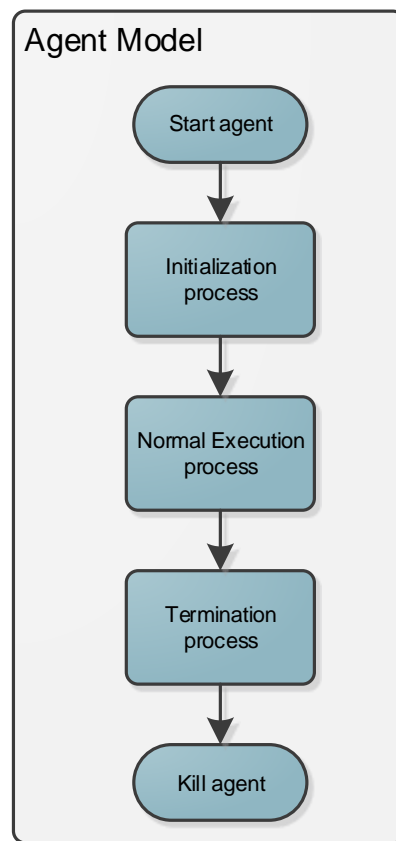 Agent Model
Start agent
Initialization
process
Normal Execution
process
Termination
process
Kill agent